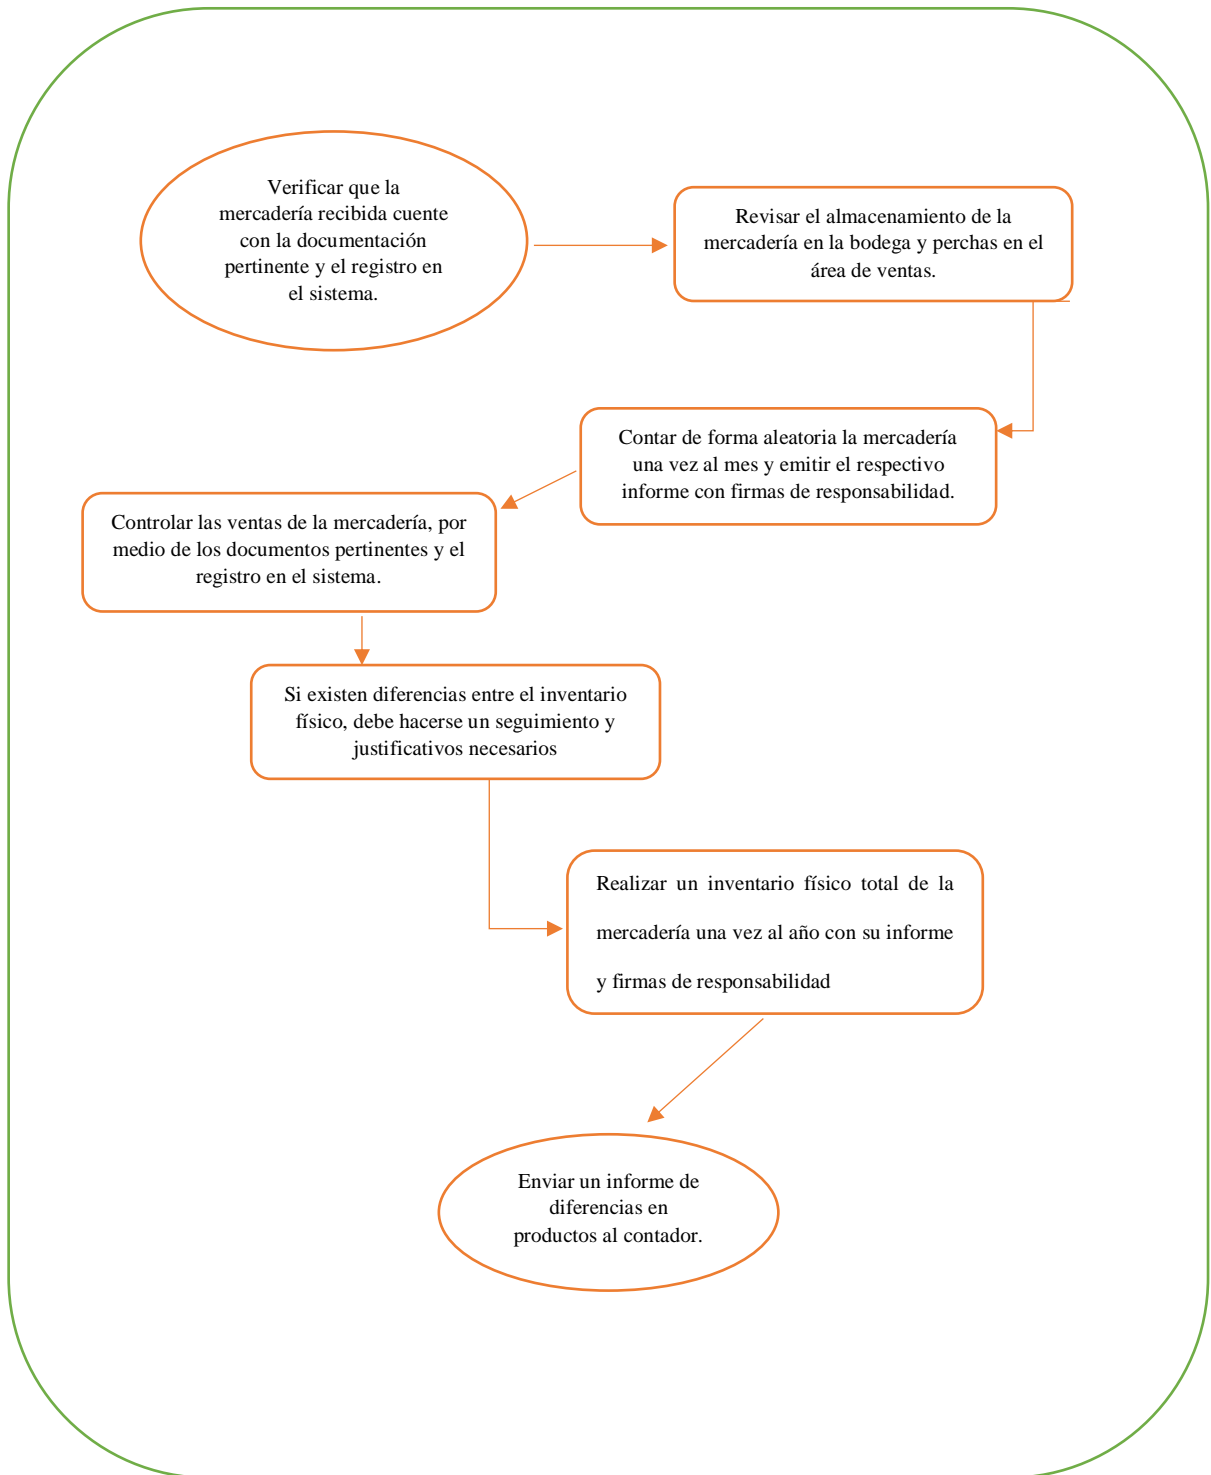 Verificar que la
mercadería recibida cuente
con la documentación
pertinente y el registro en
el sistema.
Revisar el almacenamiento de la
mercadería en la bodega y perchas en el
área de ventas.
Contar de forma aleatoria la mercadería
una vez al mes y emitir el respectivo
informe con firmas de responsabilidad.
Controlar las ventas de la mercadería, por
medio de los documentos pertinentes y el
registro en el sistema.
Si existen diferencias entre el inventario
físico, debe hacerse un seguimiento y
justificativos necesarios
Realizar un inventario físico total de la
mercadería una vez al año con su informe
y firmas de responsabilidad
Enviar un informe de
diferencias en
productos al contador.